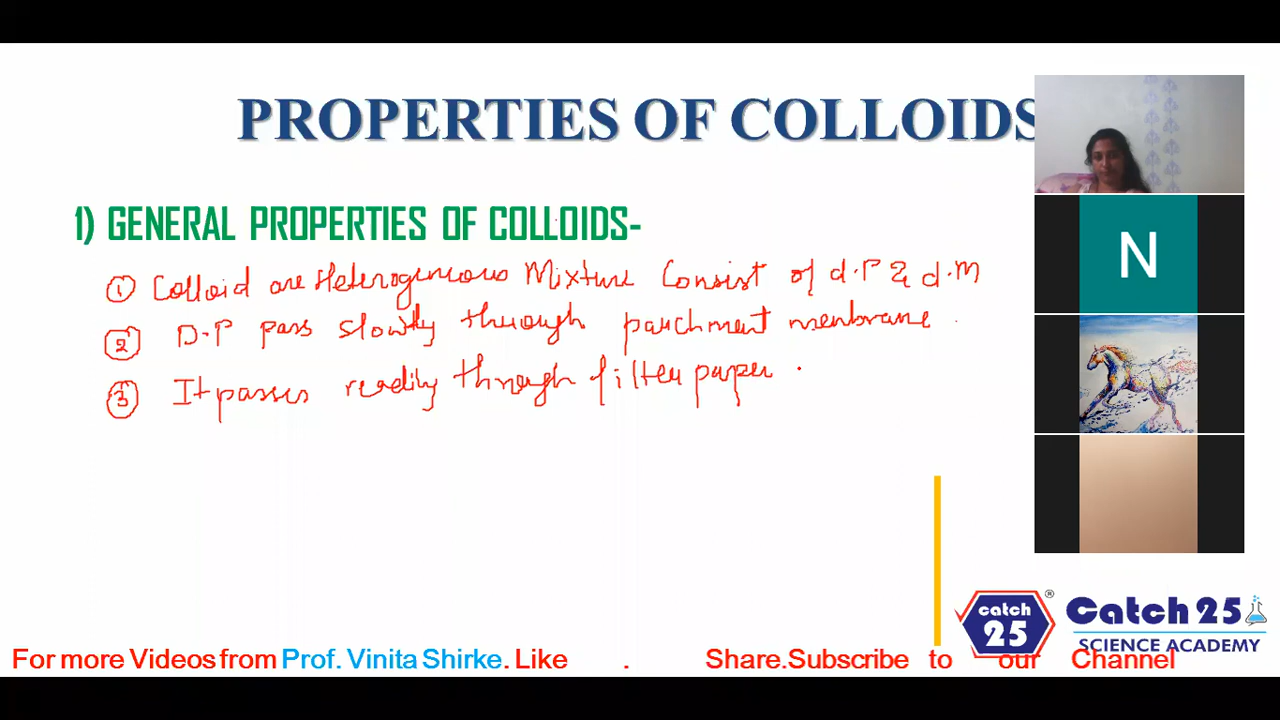 PROPERTIES OF COLLOIDS
1) GENERAL PROPERTIES OF COLLOIDS-
① Colloid are Heterogeneous Mixture Consist of d.P & d.M
② D.P pass slowly through parchment menbrane .
③ It passes readily through filter paper .
N
catch 25 ®
Catch 25
SCIENCE ACADEMY
For more Videos from Prof. Vinita Shirke. Like . Share.Subscribe to our Channel